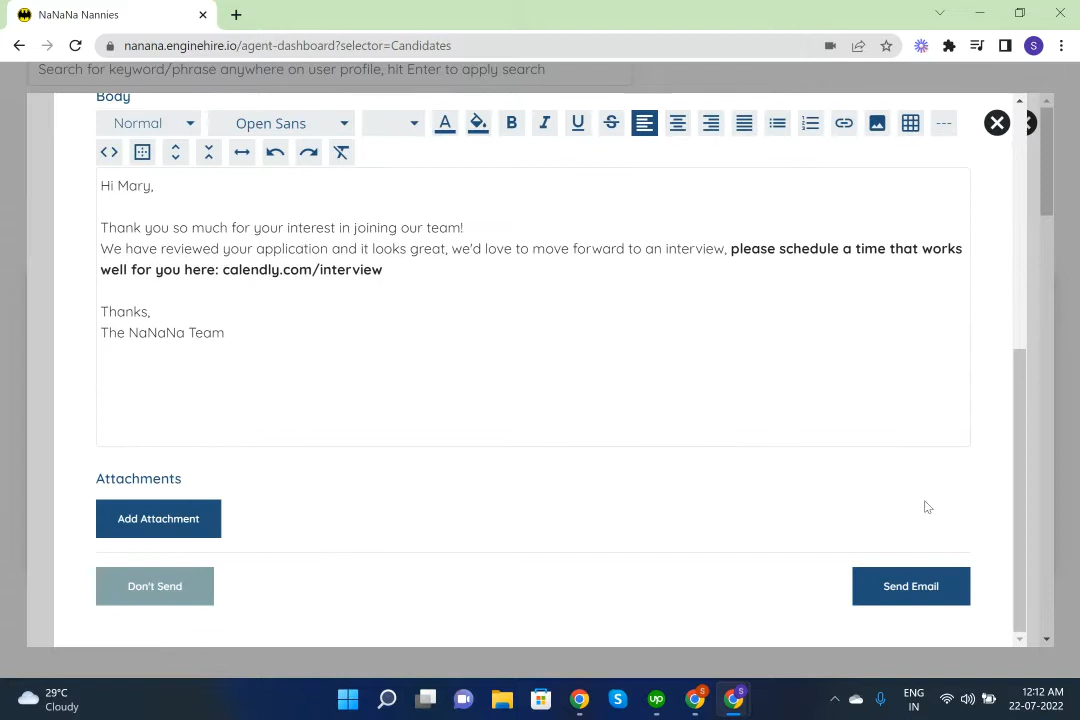 NaNaNa Nannies
nanana.enginehire.io/agent-dashboard?selector=Candidates
S
Search for keyword/phrase anywhere on user profile, hit Enter to apply search
Body
Normal
Open Sans
A
B
I
U
S
Hi Mary,
Thank you so much for your interest in joining our team!
We have reviewed your application and it looks great, we'd love to move forward to an interview, please schedule a time that works
well for you here: calendly.com/interview
Thanks,
The NaNaNa Team
Attachments
Add Attachment
Don't Send
Send Email
29°C
Cloudy
S
up
S
S
ENG
IN
12:12 AM
22-07-2022